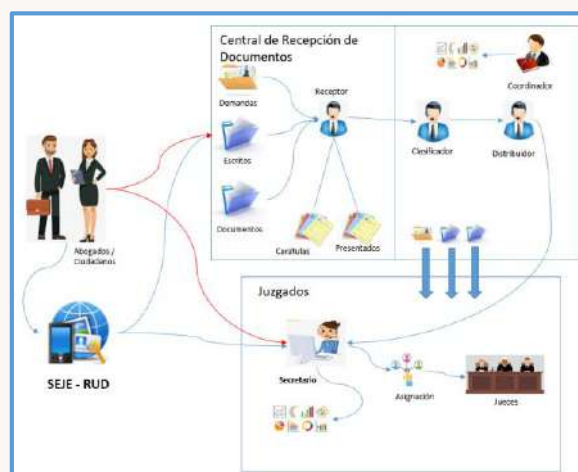 Central de Recepción de
Documentos
Demandas
Escritos
Documentos
Receptor
Carátulas
Presentados
Coordinador
Clasificador
Distribuidor
Abogados /
Ciudadanos
SEJE - RUD
Juzgados
Secretario
Asignación
Jueces